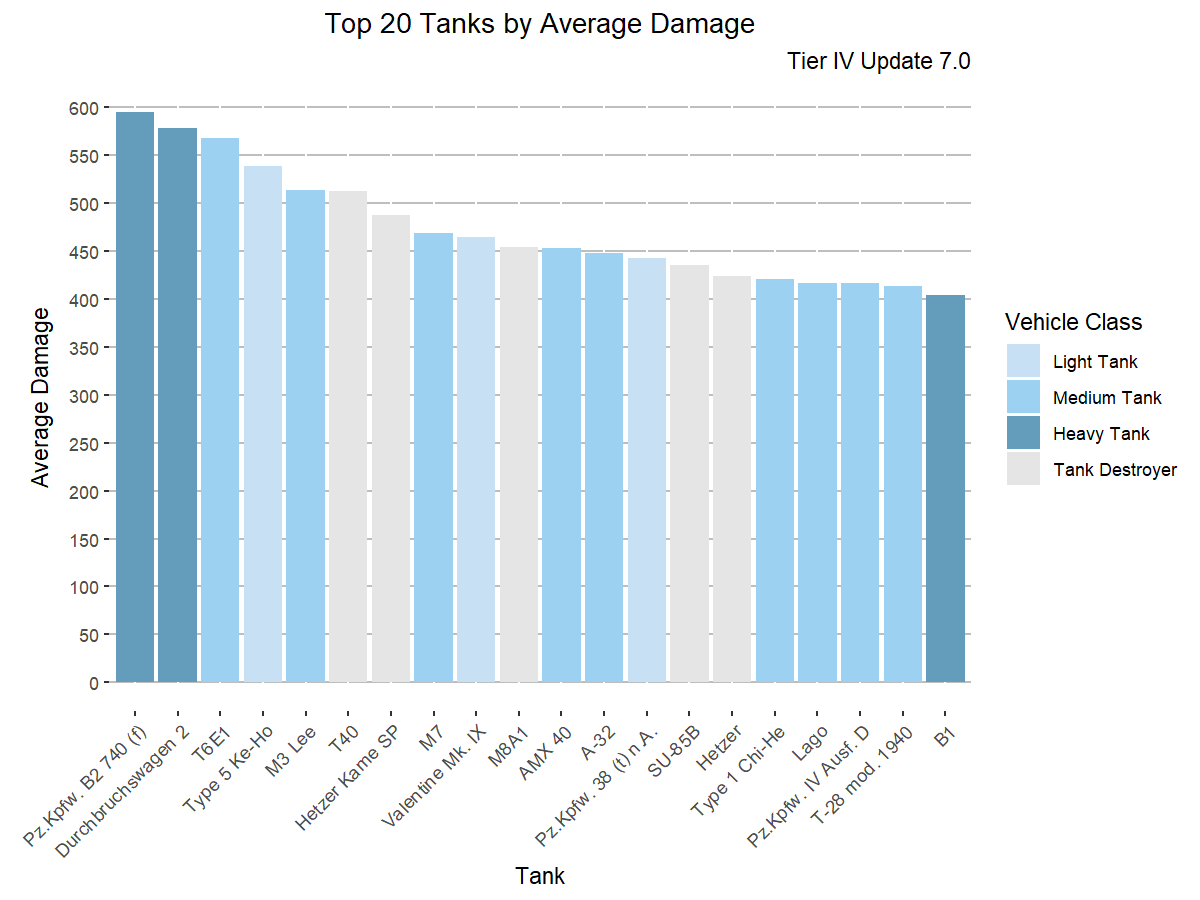 Top 20 Tanks by Average Damage
Tier IV Update 7.0
Average Damage
600
550
500
450
400
350
300
250
200
150
100
50
0
Pz.Kpfw. B2 740 (f)
Durchbruchswagen 2
T6E1
Type 5 Ke-Ho
M3 Lee
T40
Hetzer Kame SP
M7
Valentine Mk. IX
M8A1
AMX 40
A-32
Pz.Kpfw. 38 (t) n.A.
SU-85B
Hetzer
Type 1 Chi-He
Lago
Pz.Kpfw. IV Ausf. D
T-28 mod. 1940
B1
Tank
Vehicle Class
Light Tank
Medium Tank
Heavy Tank
Tank Destroyer